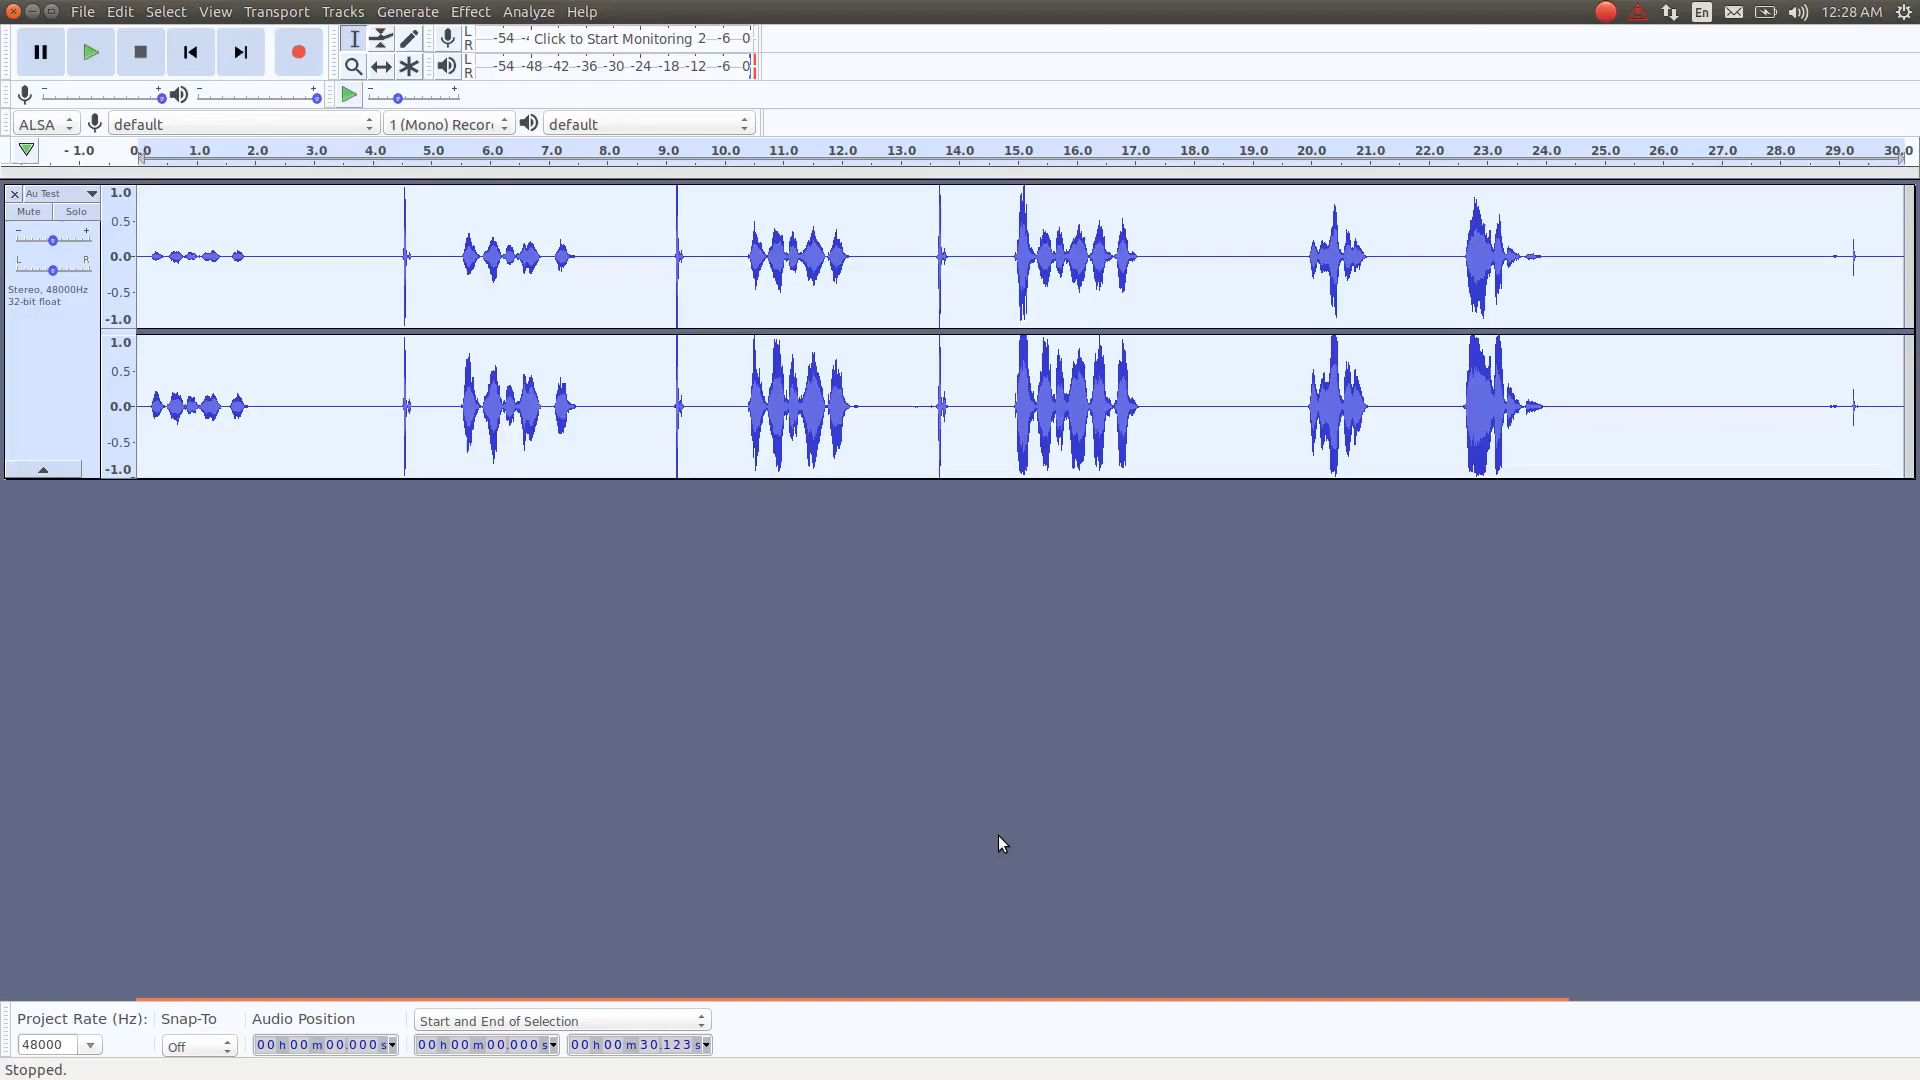 File Edit Select View Transport Tracks Generate Effect Analyze Help
En 12:28 AM
L R -54 Click to Start Monitoring 2 -6 0
L R -54 -48 -42 -36 -30 -24 -18 -12 -6 0
- + - + - +
ALSA default 1 (Mono) Recor default
- 1.0 0.0 1.0 2.0 3.0 4.0 5.0 6.0 7.0 8.0 9.0 10.0 11.0 12.0 13.0 14.0 15.0 16.0 17.0 18.0 19.0 20.0 21.0 22.0 23.0 24.0 25.0 26.0 27.0 28.0 29.0 30.0
Au Test
Mute Solo
- +
L R
Stereo, 48000Hz
32-bit float
1.0
0.5
0.0
-0.5
-1.0
1.0
0.5
0.0
-0.5
-1.0
Project Rate (Hz): Snap-To Audio Position Start and End of Selection
48000 Off 00 h 00 m 00.000 s 00 h 00 m 00.000 s 00 h 00 m 30.123 s
Stopped.